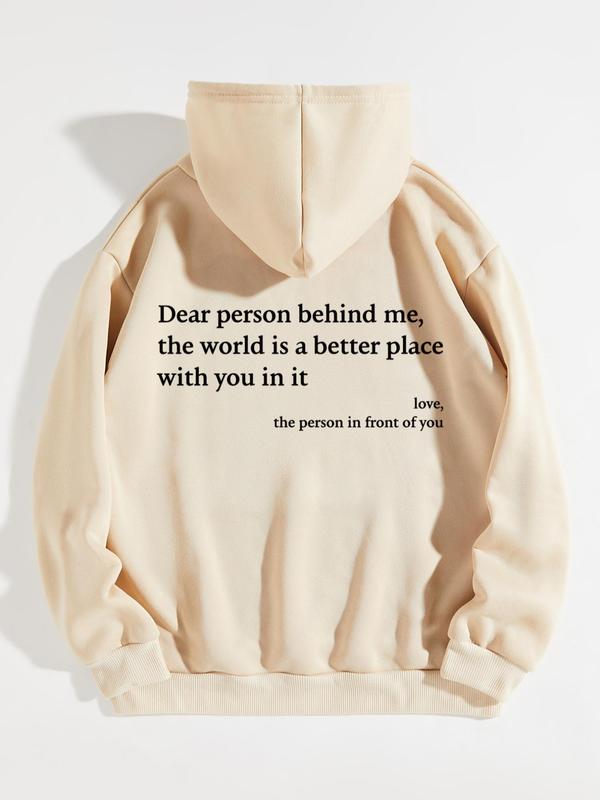 Dear person behind me,
the world is a better place
with you in it
love,
the person in front of you